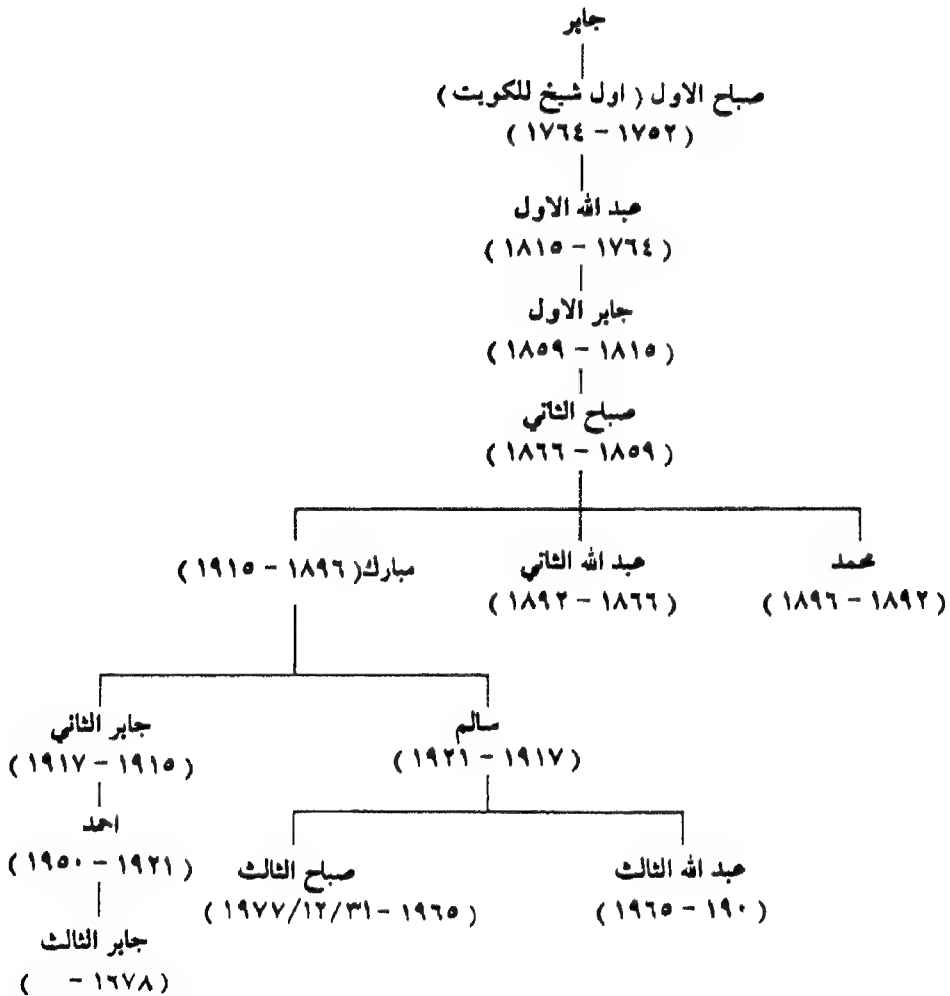 جابر
صباح الاول ( اول شيخ للكويت )
( ١٧٥٢ - ١٧٦٤ )
عبد الله الاول
( ١٧٦٤ - ١٨١٥ )
جابر الاول
( ١٨١٥ - ١٨٥٩ )
صباح الثاني
( ١٨٥٩ - ١٨٦٦ )
محمد
( ١٨٩٢ - ١٨٩٦ )
عبد الله الثاني
( ١٨٦٦ - ١٨٩٢ )
مبارك ( ١٨٩٦ - ١٩١٥ )
سالم
( ١٩١٧ - ١٩٢١ )
جابر الثاني
( ١٩١٥ - ١٩١٧ )
احمد
( ١٩٢١ - ١٩٥٠ )
عبد الله الثالث
( ١٩٠ - ١٩٦٥ )
صباح الثالث
( ١٩٦٥ - ١٩٧٧/١٢/٣١ )
جابر الثالث
( ١٦٧٨ - )